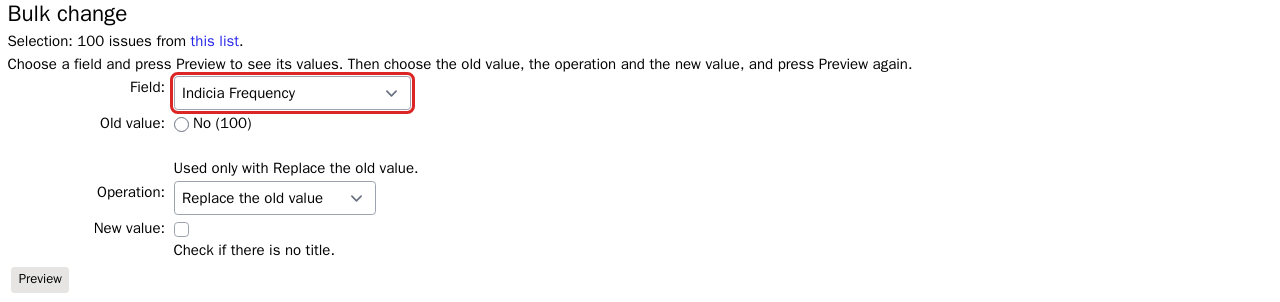 Bulk change
Selection: 100 issues from this list.
Choose a field and press Preview to see its values. Then choose the old value, the operation and the new value, and press Preview again.
Field: Indicia Frequency
Old value: No (100)
Used only with Replace the old value.
Operation: Replace the old value
New value:
Check if there is no title.
Preview